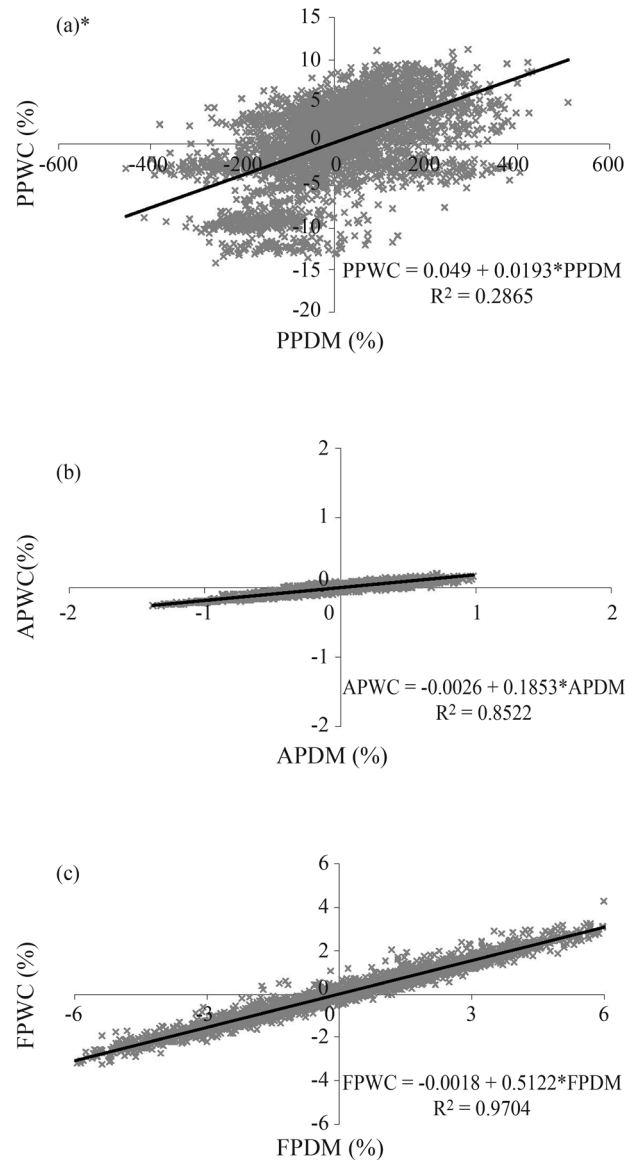 (a)*
15
10
5
0
-600 -400 -200 0 200 400 600
-5
-10
-15
-20
PPWC (%)
PPWC = 0.049 + 0.0193*PPDM
R² = 0.2865
PPDM (%)
(b)
2
1
0
-2 -1 0 1 2
-1
-2
APWC(%)
APWC = -0.0026 + 0.1853*APDM
R² = 0.8522
APDM (%)
(c)
6
4
2
0
-6 -3 0 3 6
-2
-4
-6
FPWC (%)
FPWC = -0.0018 + 0.5122*FPDM
R² = 0.9704
FPDM (%)